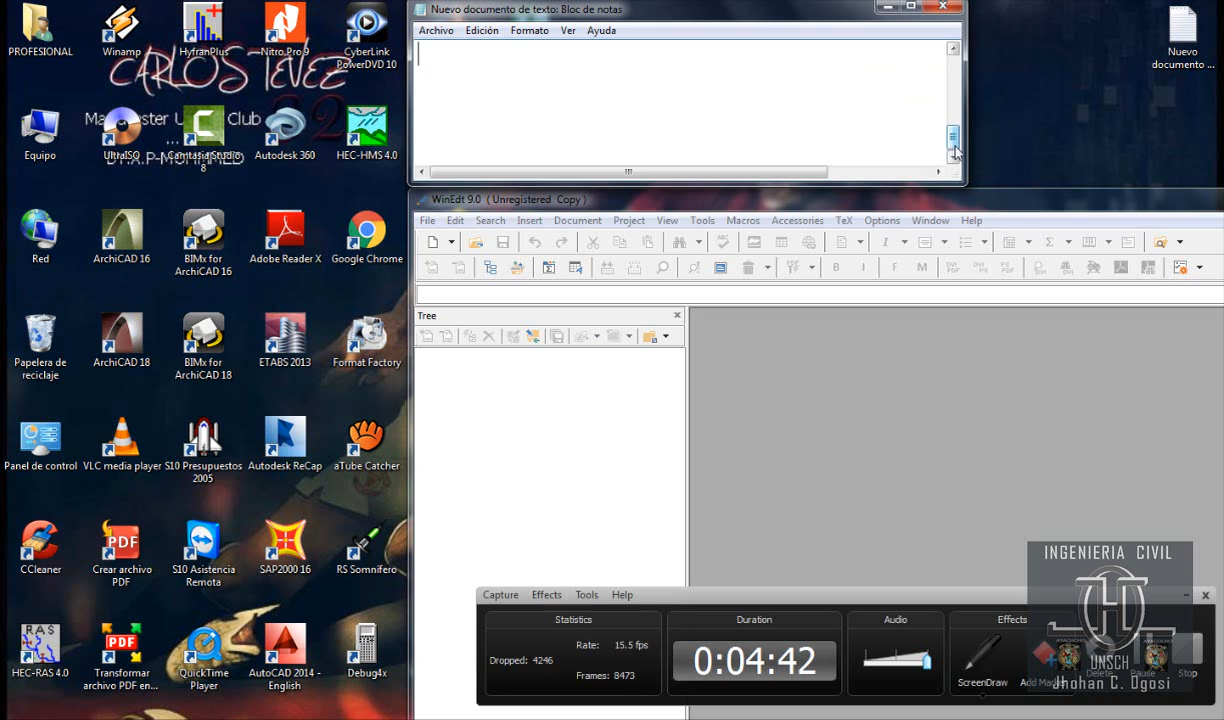 PROFESIONAL
Winamp
HyfranPlus
Nitro Pro 9
CyberLink
PowerDVD 10
CARLOS TEVEZ
32
Equipo
UltraISO
Camtasia Studio
8
Autodesk 360
HEC-HMS 4.0
Red
ArchiCAD 16
BIMx for
ArchiCAD 16
Adobe Reader X
Google Chrome
Papelera de
reciclaje
ArchiCAD 18
BIMx for
ArchiCAD 18
ETABS 2013
Format Factory
Panel de control
VLC media player
S10 Presupuestos
2005
Autodesk ReCap
aTube Catcher
CCleaner
PDF
Crear archivo
PDF
S10 Asistencia
Remota
SAP2000 16
RS Somnifero
RAS
HEC-RAS 4.0
PDF
Transformar
archivo PDF en...
QuickTime
Player
AutoCAD 2014 -
English
Debug4x
Nuevo documento de texto: Bloc de notas
Archivo Edición Formato Ver Ayuda
Nuevo
documento ...
WinEdt 9.0 ( Unregistered Copy )
File Edit Search Insert Document Project View Tools Macros Accessories TeX Options Window Help
Tree
Capture Effects Tools Help
Statistics
Rate: 15.5 fps
Dropped: 4246
Frames: 8473
Duration
0:04:42
Audio
Effects
ScreenDraw
Delete
Pause
Stop
INGENIERIA CIVIL
UNSCH
Jhohan C. Ogosi